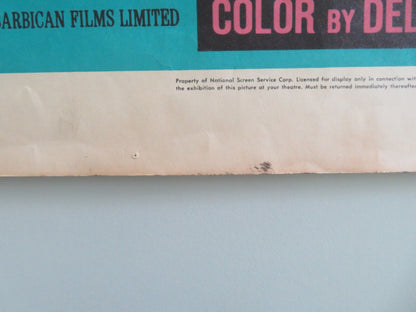 BARBICAN FILMS LIMITED
COLOR BY DEL
Property of National Screen Service Corp. Licensed for display only in connection wit
the exhibition of this picture at your theatre. Must be returned immediately thereafter